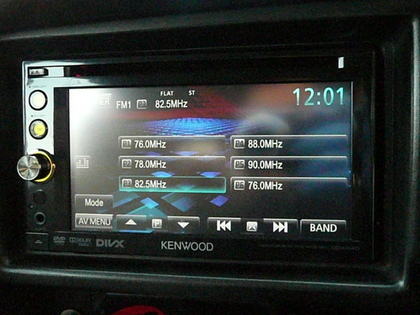 FLAT ST
FM1 82.5MHz
12:01
76.0MHz 88.0MHz
78.0MHz 90.0MHz
82.5MHz 76.0MHz
Mode
AV MENU P A BAND
DVD DOLBY DIVX KENWOOD